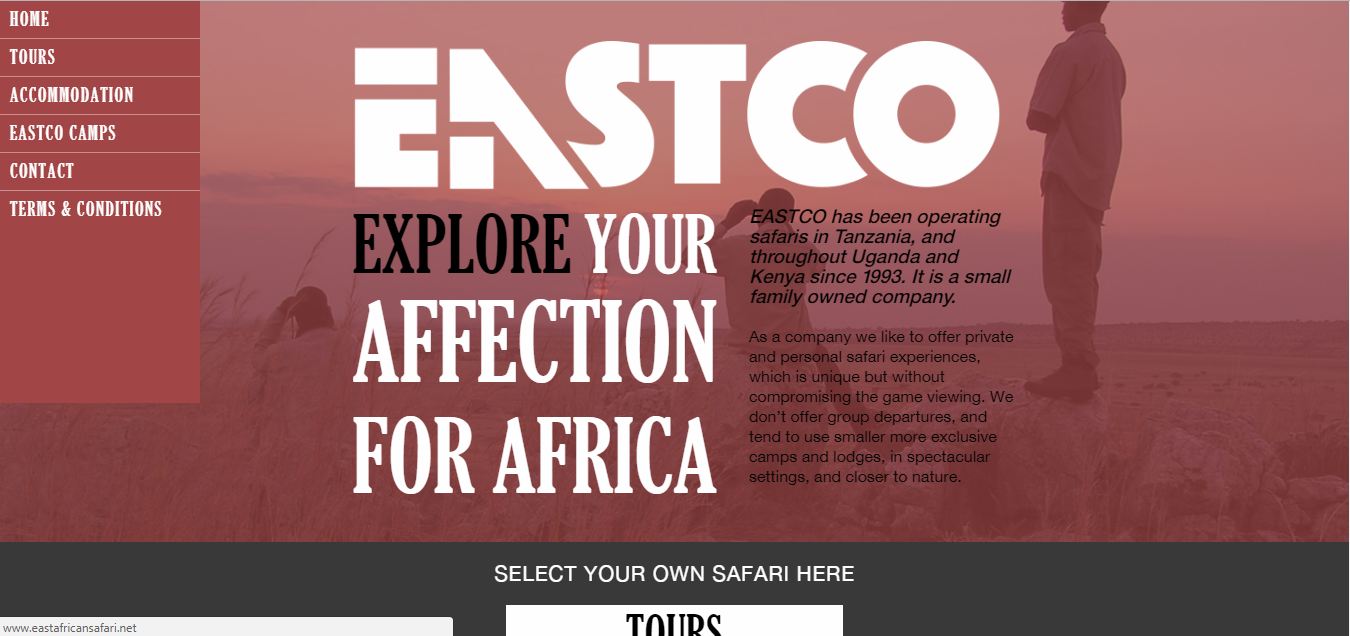 HOME
TOURS
ACCOMMODATION
EASTCO CAMPS
CONTACT
TERMS & CONDITIONS
EASTCO
EXPLORE YOUR
AFFECTION
FOR AFRICA
EASTCO has been operating
safaris in Tanzania, and
throughout Uganda and
Kenya since 1993. It is a small
family owned company.
As a company we like to offer private
and personal safari experiences,
which is unique but without
compromising the game viewing. We
don't offer group departures, and
tend to use smaller more exclusive
camps and lodges, in spectacular
settings, and closer to nature.
SELECT YOUR OWN SAFARI HERE
TOURS
www.eastafricansafari.net